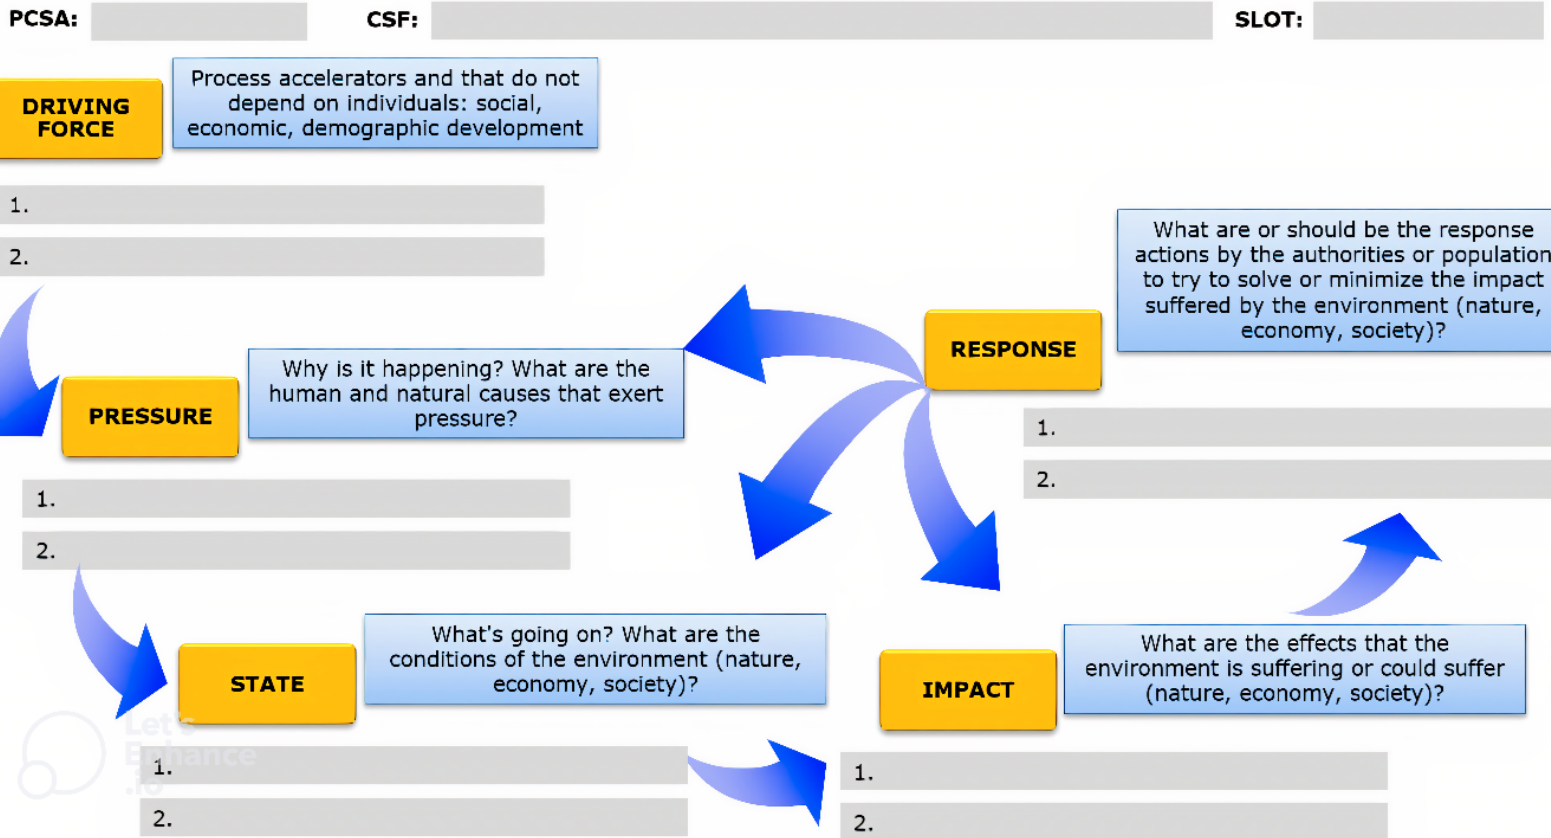 PCSA:
CSF:
SLOT:
DRIVING
FORCE
Process accelerators and that do not
depend on individuals: social,
economic, demographic development
1.
2.
PRESSURE
Why is it happening? What are the
human and natural causes that exert
pressure?
1.
2.
STATE
What's going on? What are the
conditions of the environment (nature,
economy, society)?
1.
2.
IMPACT
What are the effects that the
environment is suffering or could suffer
(nature, economy, society)?
1.
2.
RESPONSE
What are or should be the response
actions by the authorities or population
to try to solve or minimize the impact
suffered by the environment (nature,
economy, society)?
1.
2.
Let's
Enhance
.io